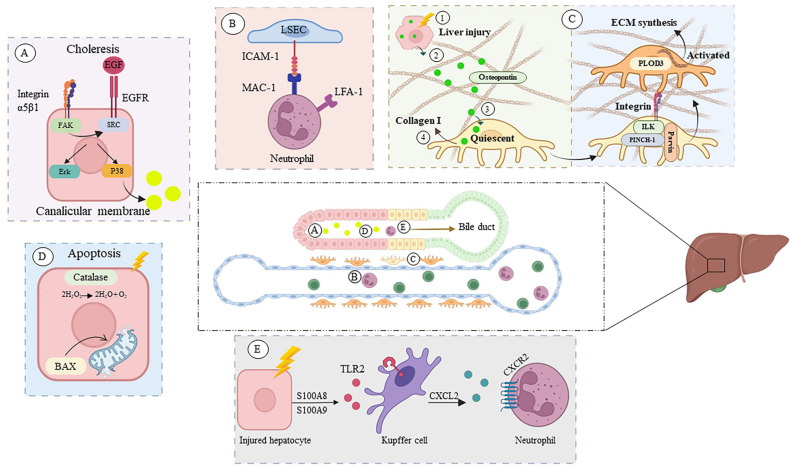 A
Choleresis
EGF
Integrin
α5β1
EGFR
FAK
SRC
Erk
P38
Canalicular membrane
B
LSEC
ICAM-1
MAC-1
LFA-1
Neutrophil
1
Liver injury
2
Osteopontin
3
Collagen I
4
Quiescent
C
ECM synthesis
PLOD3
Activated
Integrin
ILK
PINCH-1
Parvin
D
Apoptosis
Catalase
2H₂O₂→2H₂O+O₂
BAX
A
D
E
Bile duct
C
B
E
TLR2
CXCR2
S100A8
S100A9
CXCL2
Injured hepatocyte
Kupffer cell
Neutrophil